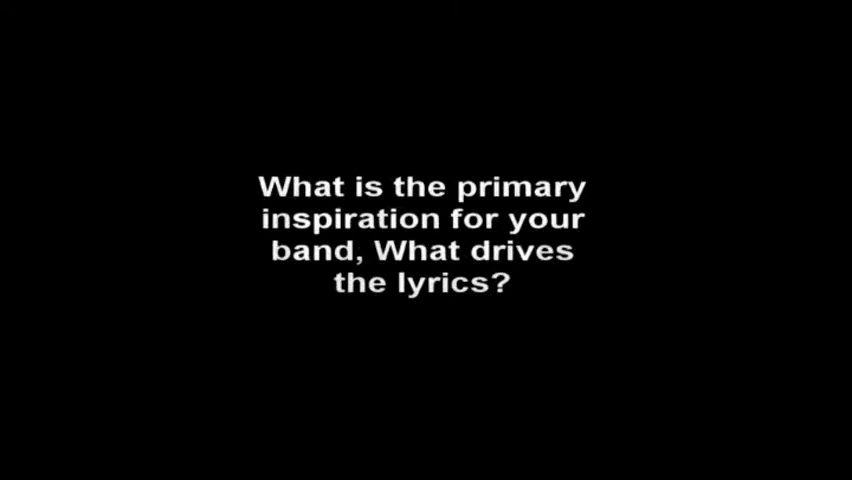 What is the primary
inspiration for your
band, What drives
the lyrics?